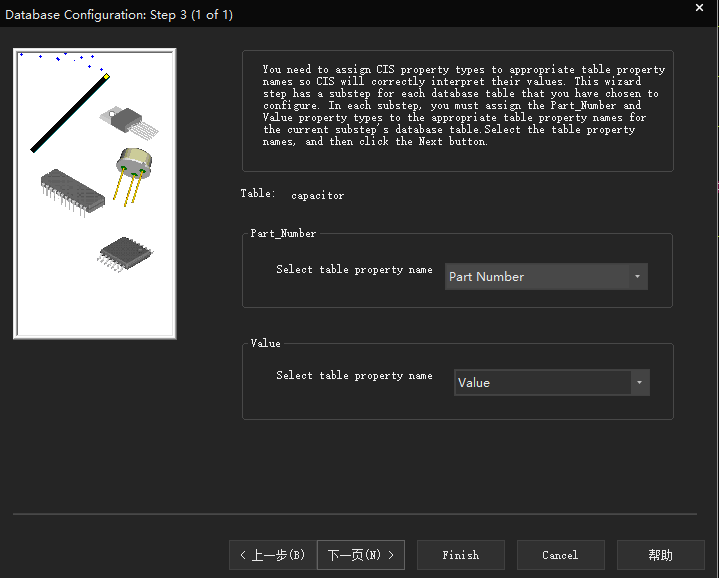 Database Configuration: Step 3 (1 of 1)
You need to assign CIS property types to appropriate table property
names so CIS will correctly interpret their values. This wizard
step has a substep for each database table that you have chosen to
configure. In each substep, you must assign the Part_Number and
Value property types to the appropriate table property names for
the current substep's database table.Select the table property
names, and then click the Next button.
Table: capacitor
Part_Number
Select table property name Part Number
Value
Select table property name Value
< 上一步(B) 下一页(N) > Finish Cancel 帮助